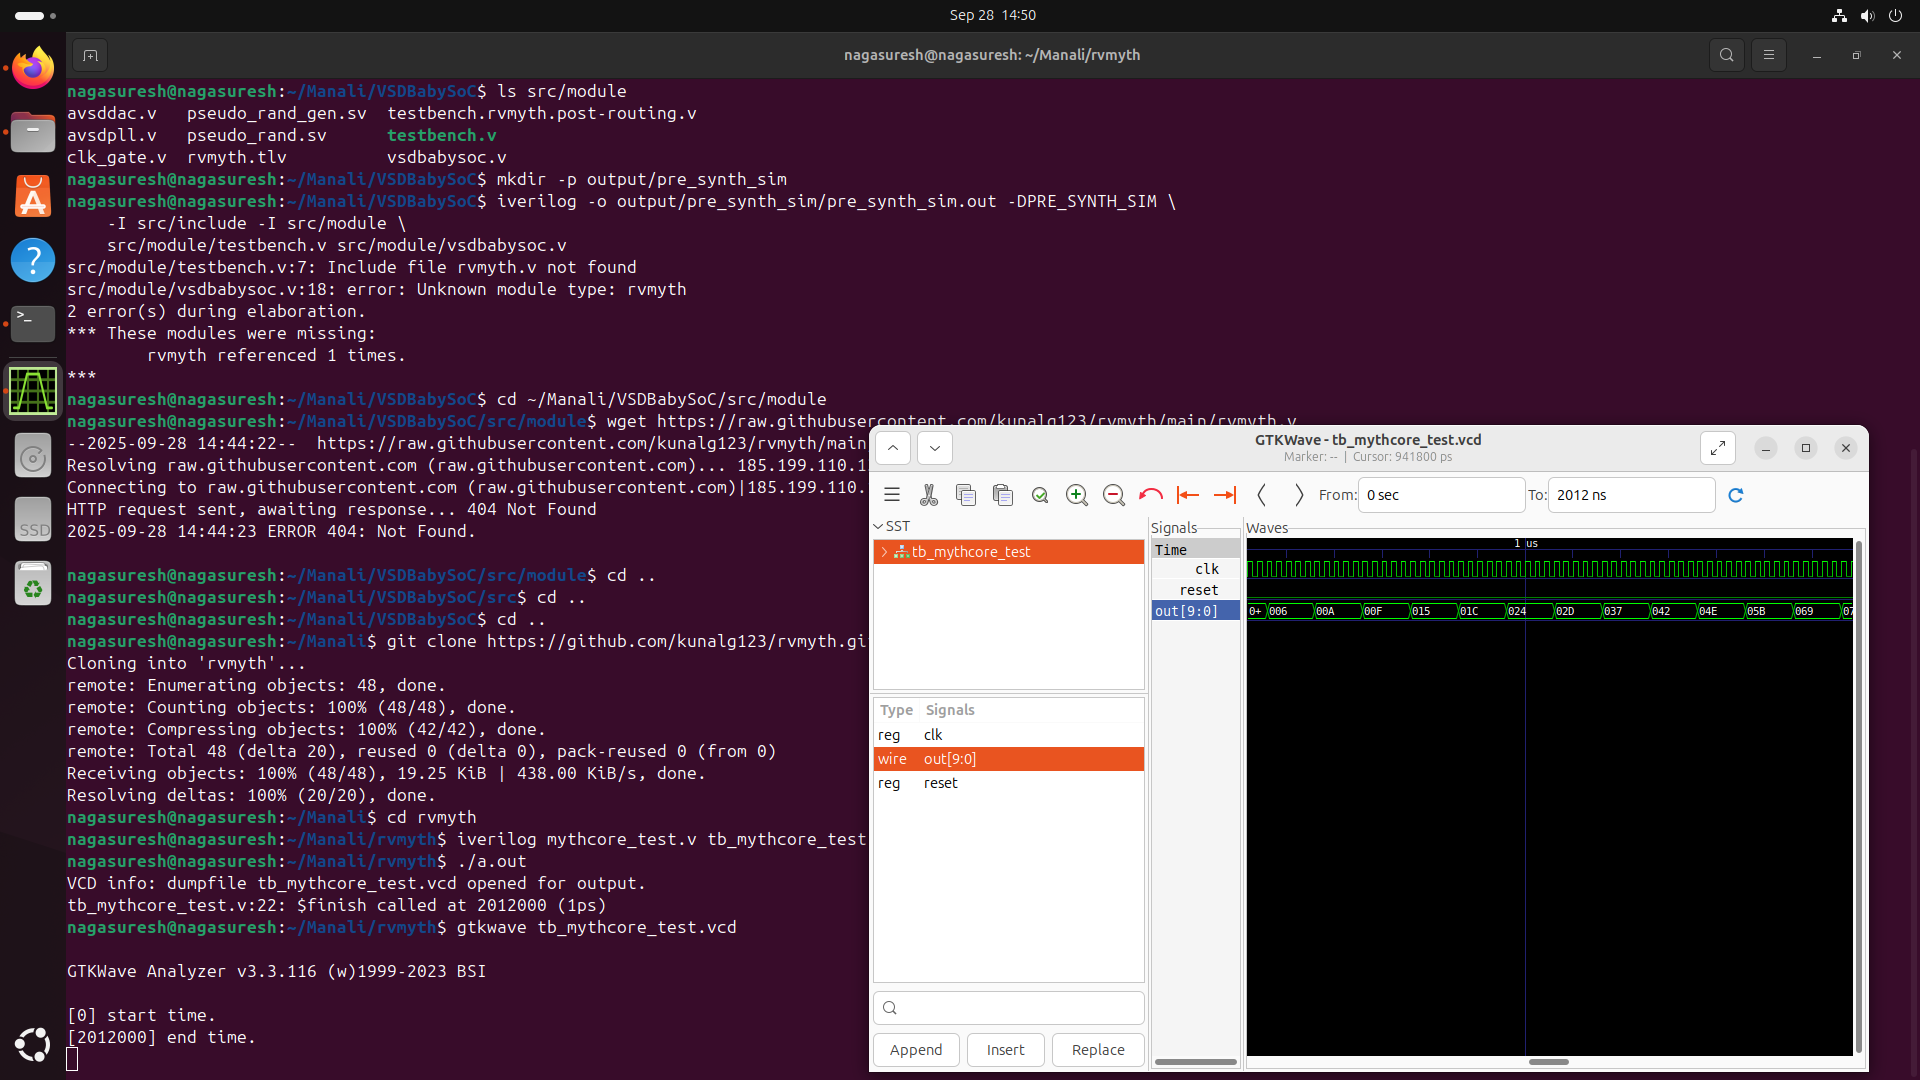 Sep 28 14:50
nagasuresh@nagasuresh: ~/Manali/rvmyth
nagasuresh@nagasuresh:~/Manali/VSDBabySoC$ ls src/module
avsddac.v pseudo_rand_gen.sv testbench.rvmyth.post-routing.v
avsdpll.v pseudo_rand.sv testbench.v
clk_gate.v rvmyth.tlv vsdbabysoc.v
nagasuresh@nagasuresh:~/Manali/VSDBabySoC$ mkdir -p output/pre_synth_sim
nagasuresh@nagasuresh:~/Manali/VSDBabySoC$ iverilog -o output/pre_synth_sim/pre_synth_sim.out -DPRE_SYNTH_SIM \
-I src/include -I src/module \
src/module/testbench.v src/module/vsdbabysoc.v
src/module/testbench.v:7: Include file rvmyth.v not found
src/module/vsdbabysoc.v:18: error: Unknown module type: rvmyth
2 error(s) during elaboration.
*** These modules were missing:
rvmyth referenced 1 times.
***
nagasuresh@nagasuresh:~/Manali/VSDBabySoC$ cd ~/Manali/VSDBabySoC/src/module
nagasuresh@nagasuresh:~/Manali/VSDBabySoC/src/module$ wget https://raw.githubusercontent.com/kunalg123/rvmyth/main/rvmyth.v
--2025-09-28 14:44:22-- https://raw.githubusercontent.com/kunalg123/rvmyth/main
Resolving raw.githubusercontent.com (raw.githubusercontent.com)... 185.199.110.1
Connecting to raw.githubusercontent.com (raw.githubusercontent.com)|185.199.110.
HTTP request sent, awaiting response... 404 Not Found
2025-09-28 14:44:23 ERROR 404: Not Found.
nagasuresh@nagasuresh:~/Manali/VSDBabySoC/src/module$ cd ..
nagasuresh@nagasuresh:~/Manali/VSDBabySoC/src$ cd ..
nagasuresh@nagasuresh:~/Manali/VSDBabySoC$ cd ..
nagasuresh@nagasuresh:~/Manali$ git clone https://github.com/kunalg123/rvmyth.gi
Cloning into 'rvmyth'...
remote: Enumerating objects: 48, done.
remote: Counting objects: 100% (48/48), done.
remote: Compressing objects: 100% (42/42), done.
remote: Total 48 (delta 20), reused 0 (delta 0), pack-reused 0 (from 0)
Receiving objects: 100% (48/48), 19.25 KiB | 438.00 KiB/s, done.
Resolving deltas: 100% (20/20), done.
nagasuresh@nagasuresh:~/Manali$ cd rvmyth
nagasuresh@nagasuresh:~/Manali/rvmyth$ iverilog mythcore_test.v tb_mythcore_test
nagasuresh@nagasuresh:~/Manali/rvmyth$ ./a.out
VCD info: dumpfile tb_mythcore_test.vcd opened for output.
tb_mythcore_test.v:22: $finish called at 2012000 (1ps)
nagasuresh@nagasuresh:~/Manali/rvmyth$ gtkwave tb_mythcore_test.vcd
GTKWave Analyzer v3.3.116 (w)1999-2023 BSI
[0] start time.
[2012000] end time.
GTKWave - tb_mythcore_test.vcd
Marker: -- | Cursor: 941800 ps
From: 0 sec To: 2012 ns
SST
tb_mythcore_test
Type Signals
reg clk
wire out[9:0]
reg reset
Append Insert Replace
Signals
Time
clk
reset
out[9:0]
Waves
1 us
0+ 006 00A 00F 015 01C 024 02D 037 042 04E 05B 069 07
SSD